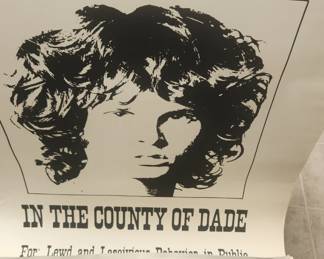 IN THE COUNTY OF DADE
For: Lewd and Lascivious Behavior in Public